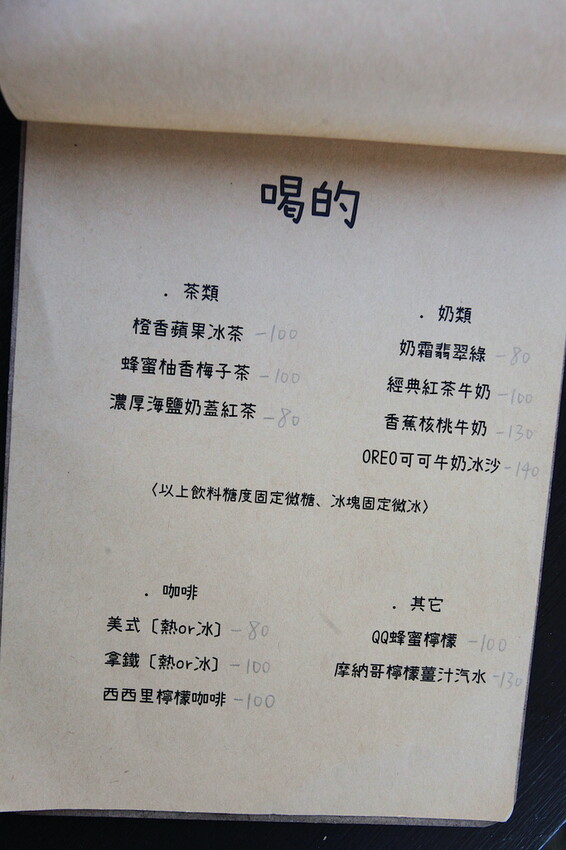 喝的
. 茶類
橙香蘋果冰茶 -100
蜂蜜柚香梅子茶 -100
濃厚海鹽奶蓋紅茶 -80
. 奶類
奶霜翡翠綠 -80
經典紅茶牛奶 -100
香蕉核桃牛奶 -130
OREO可可牛奶冰沙 -140
〈以上飲料糖度固定微糖、冰塊固定微冰〉
. 咖啡
美式〔熱or冰〕 -80
拿鐵〔熱or冰〕 -100
西西里檸檬咖啡 -100
. 其它
QQ蜂蜜檸檬 -100
摩納哥檸檬薑汁汽水 -130